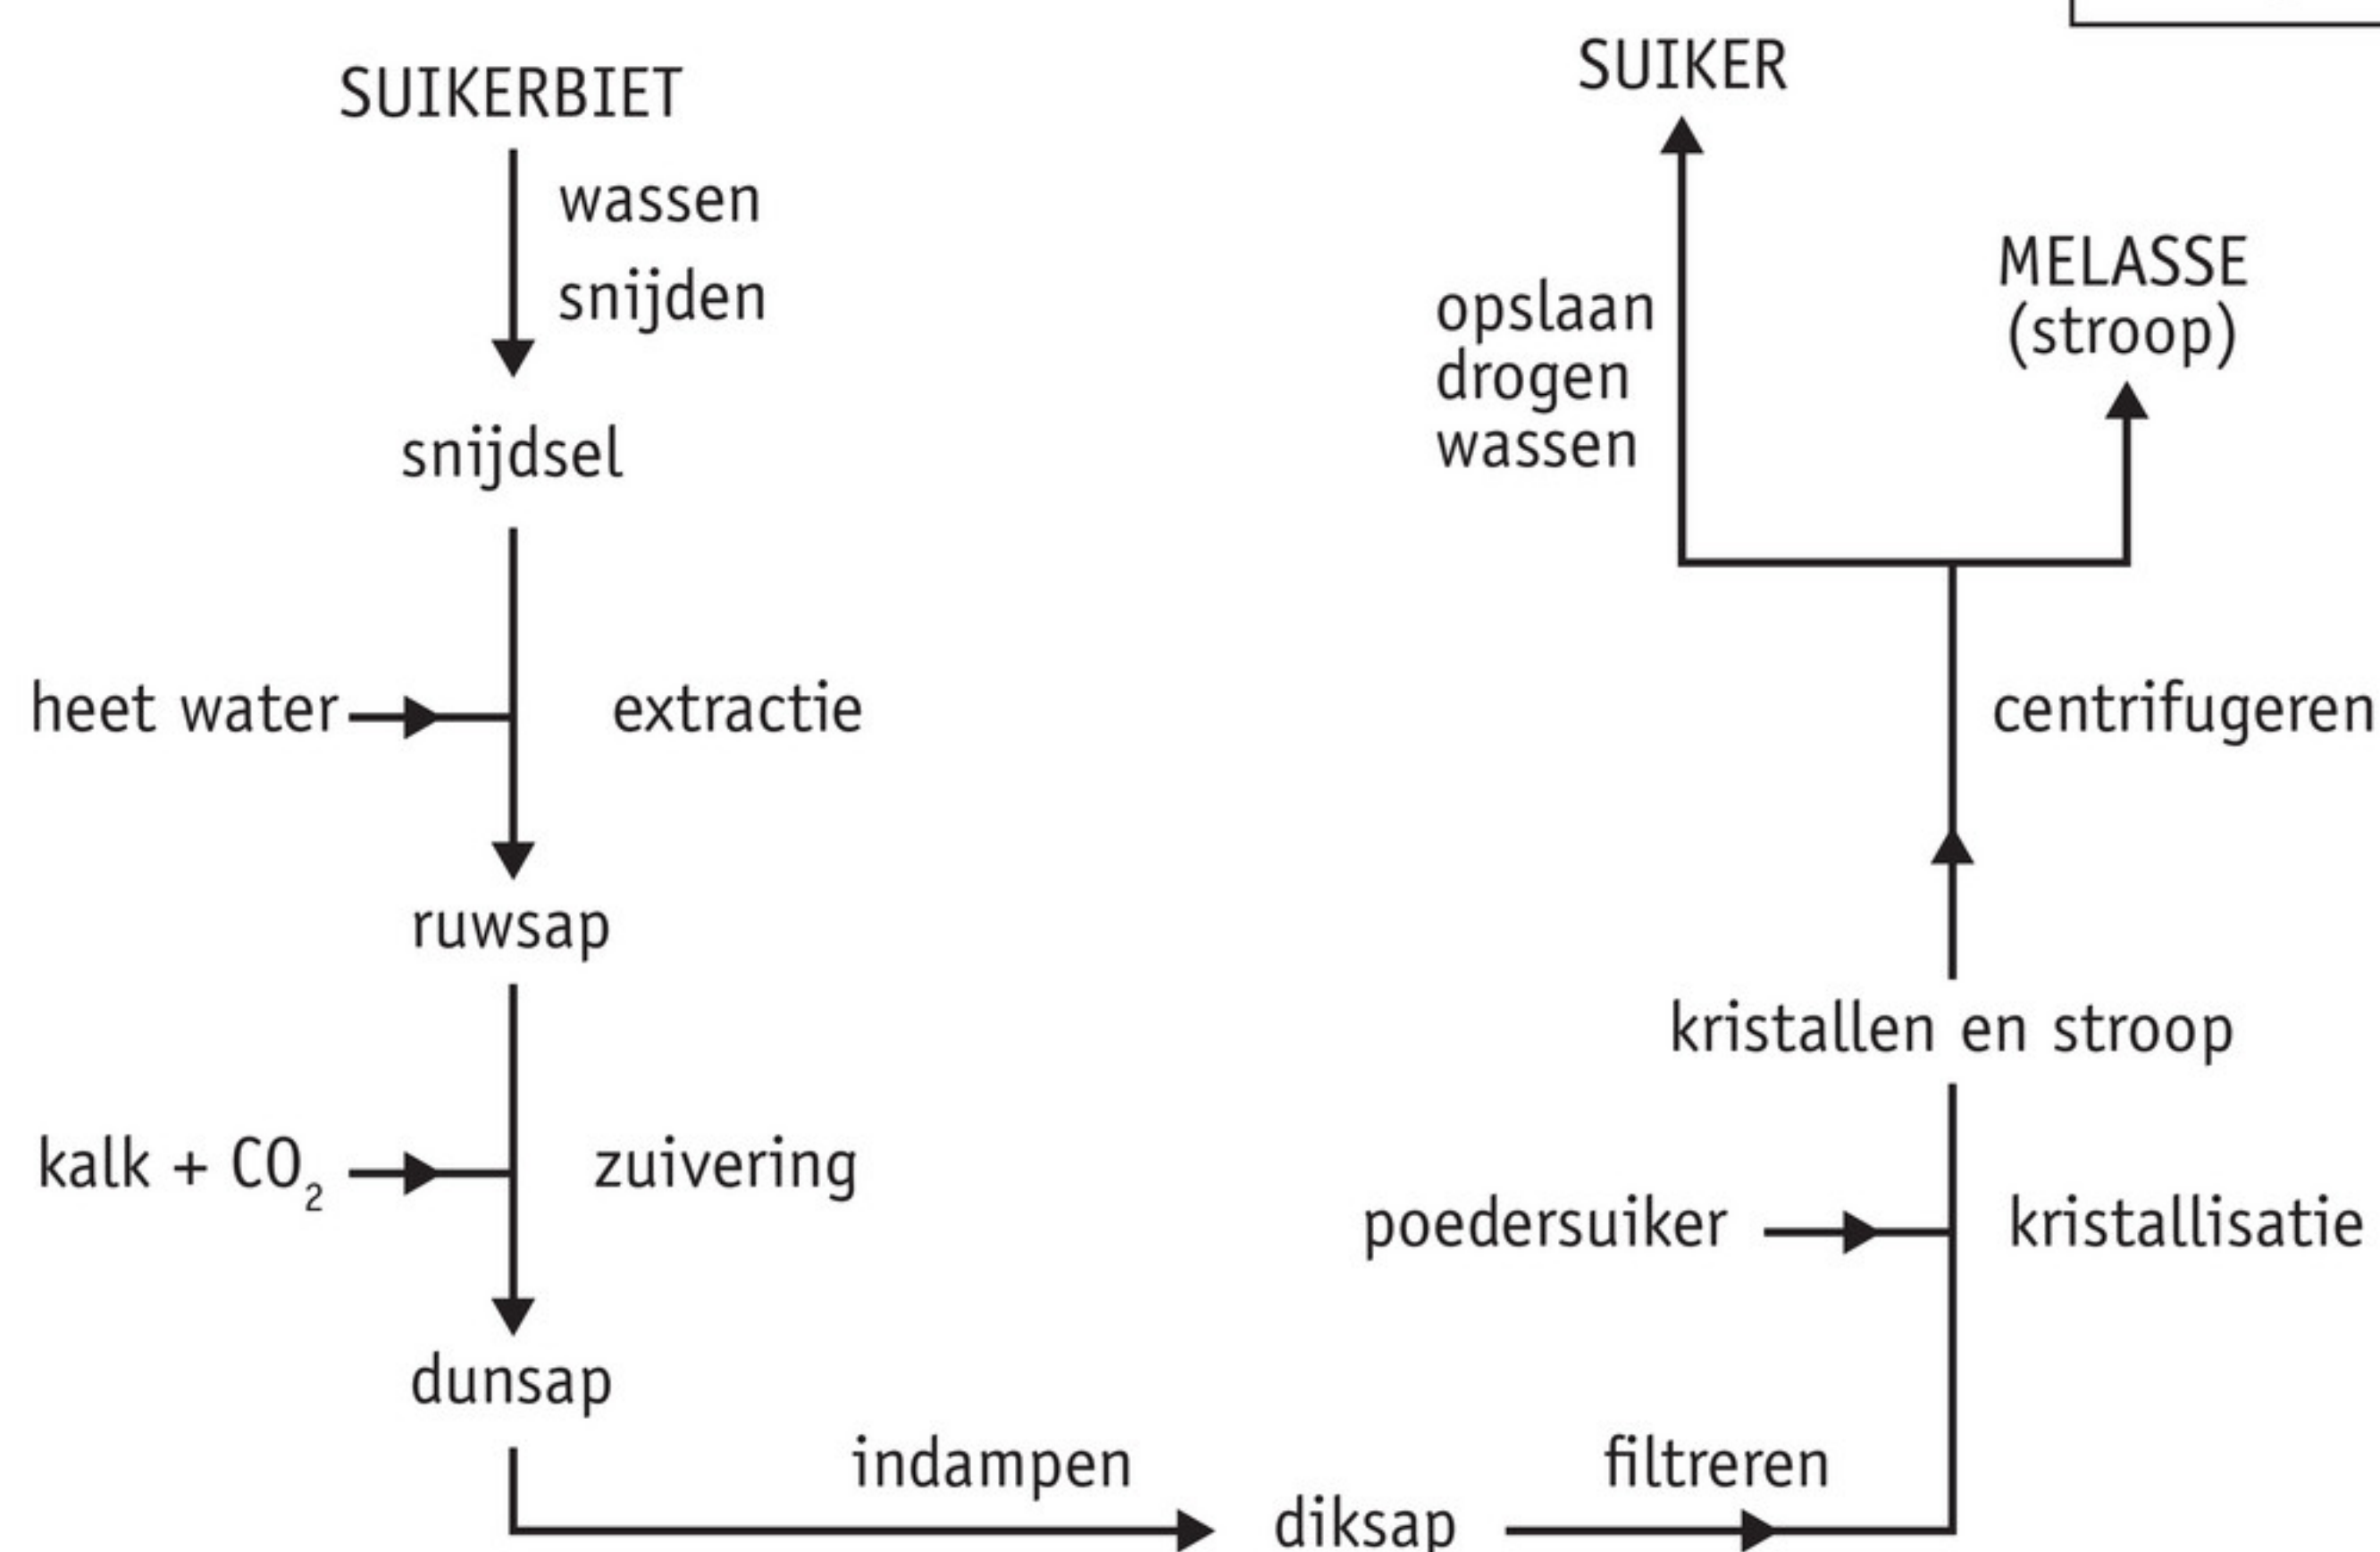 SUIKERBIET
wassen
snijden
snijdsel
heet water
extractie
ruwsap
kalk + CO₂
zuivering
dunsap
indampen
diksap
filtreren
poedersuiker
kristallisatie
kristallen en stroop
centrifugeren
opslaan
drogen
wassen
SUIKER
MELASSE
(stroop)